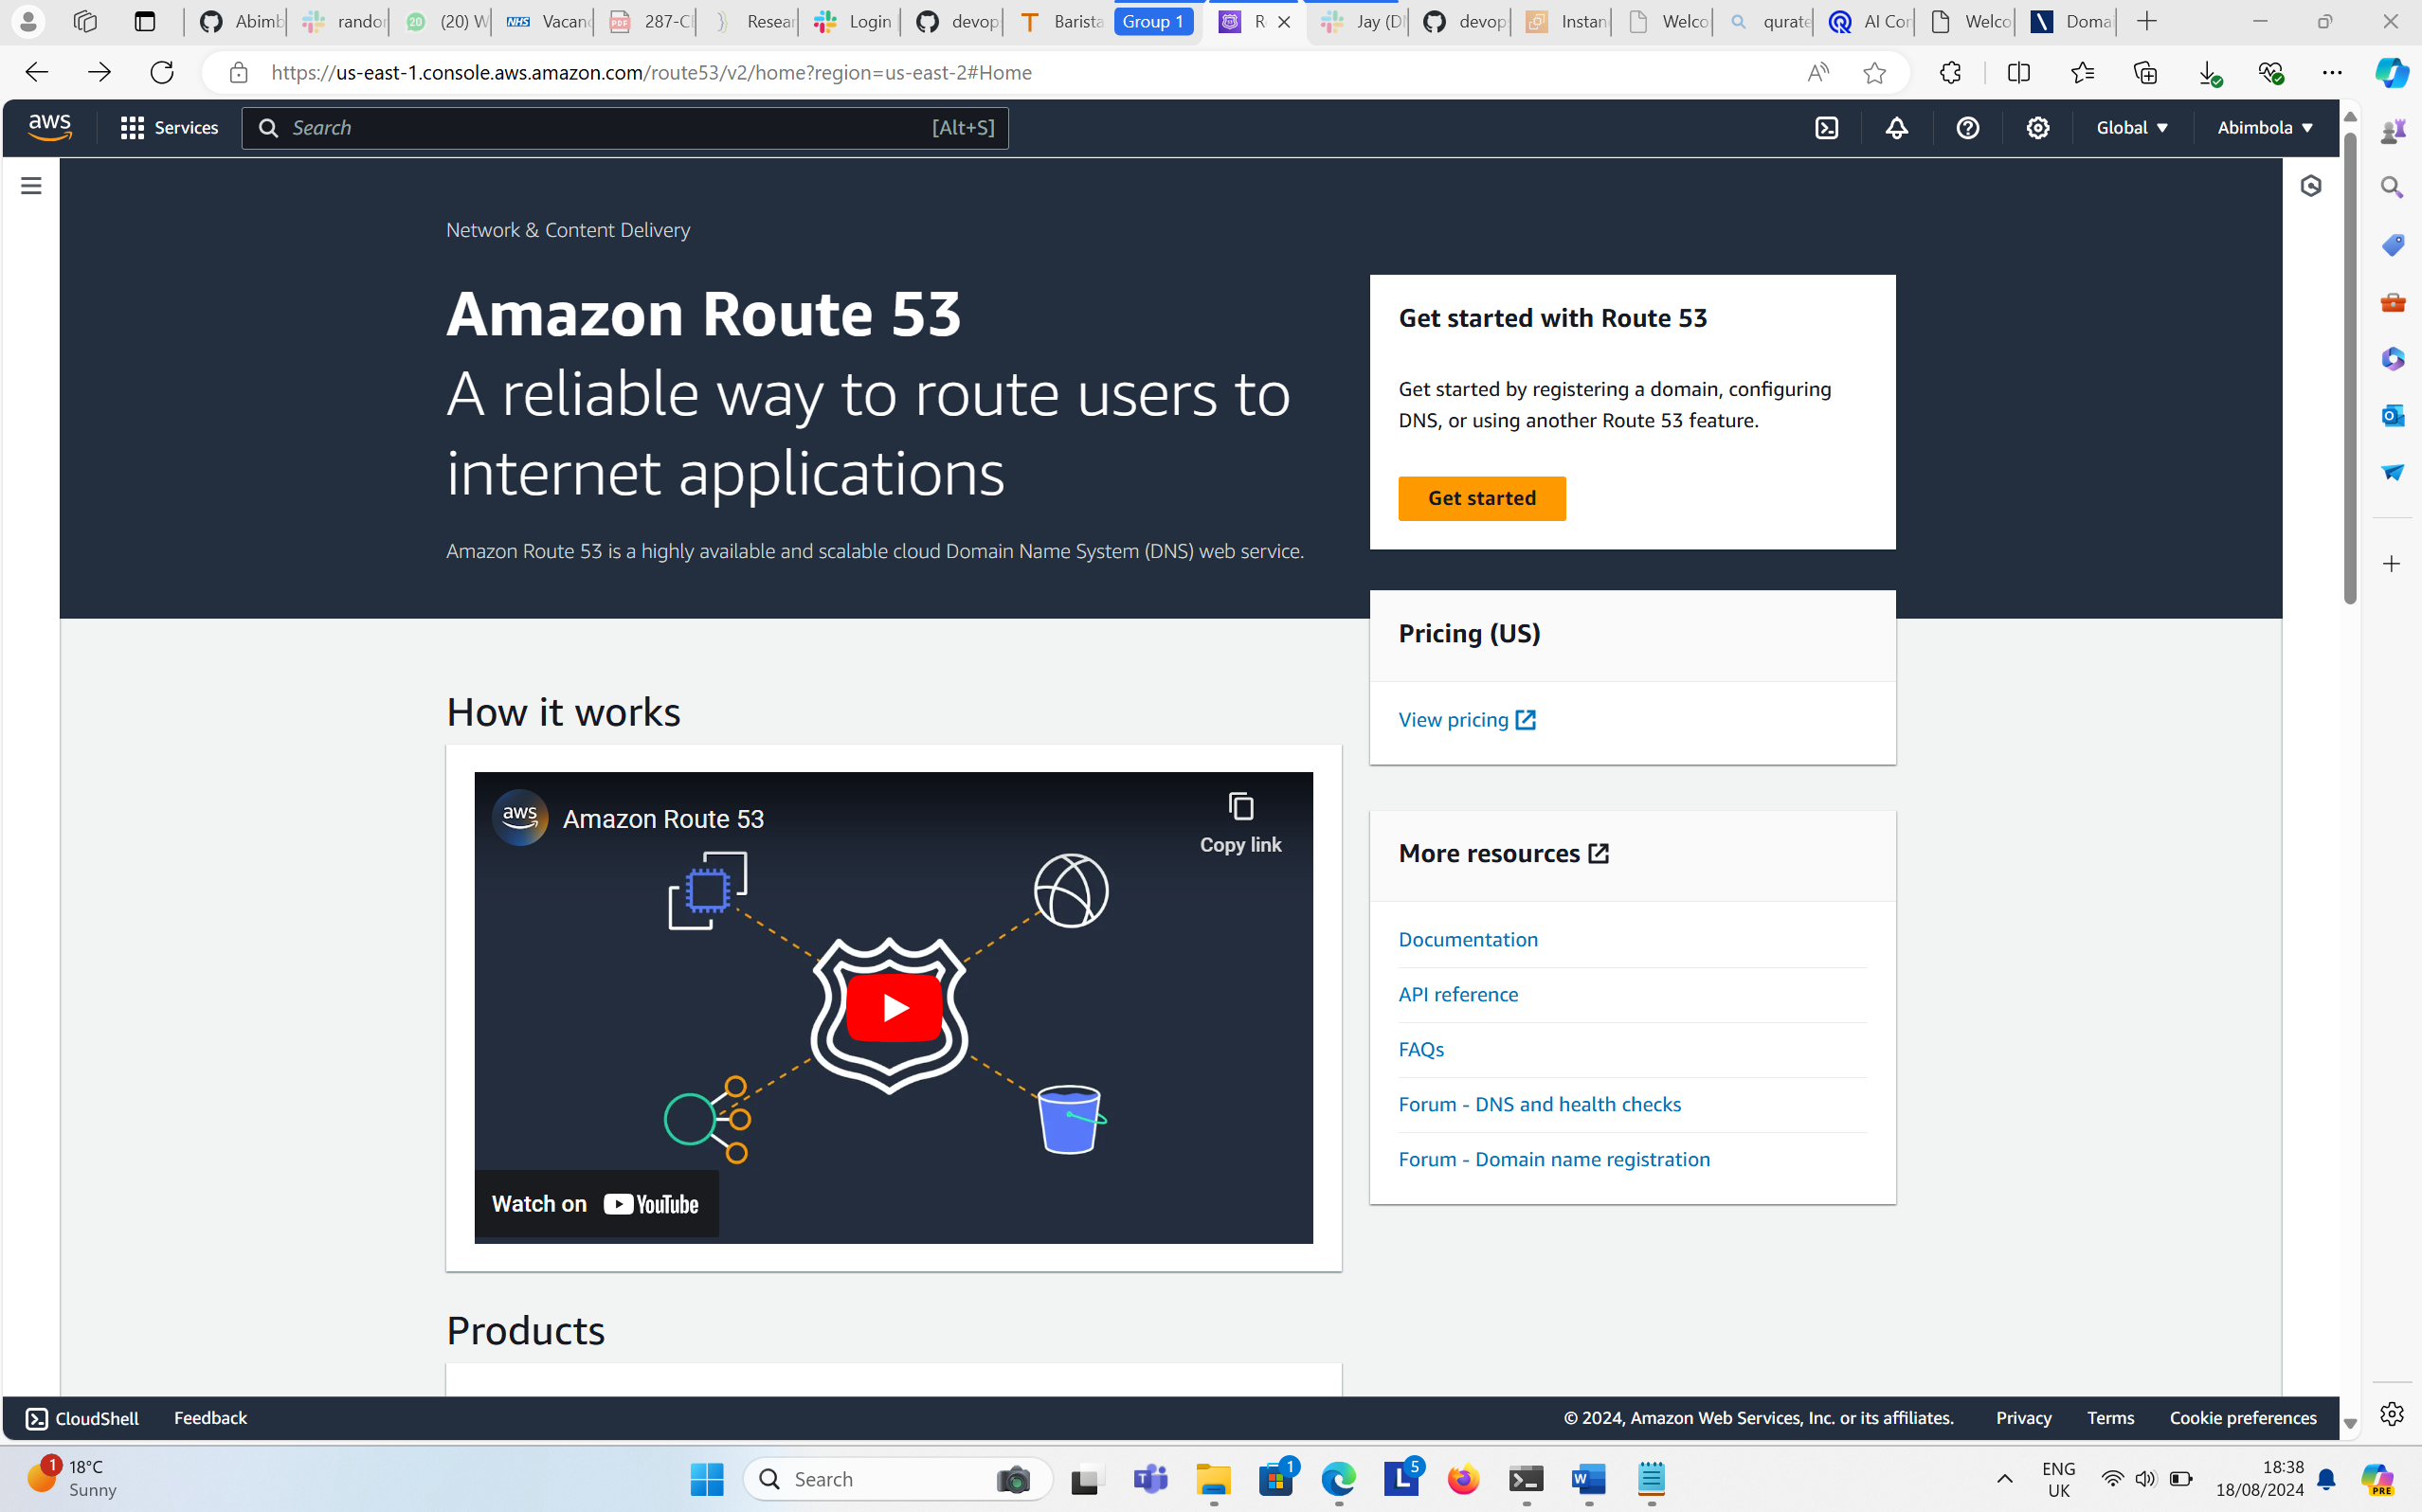 Abimb
rando
20
(20) W
NHS
Vacan
PDF
287-C
Resear
Login
devop
T
Barista
Group 1
R
Jay (D
devop
Instan
Welco
qurate
AI Con
Welco
Doma
https://us-east-1.console.aws.amazon.com/route53/v2/home?region=us-east-2#Home
aws
Services
Search
[Alt+S]
Global
Abimbola
Network & Content Delivery
Amazon Route 53
A reliable way to route users to
internet applications
Amazon Route 53 is a highly available and scalable cloud Domain Name System (DNS) web service.
Get started with Route 53
Get started by registering a domain, configuring
DNS, or using another Route 53 feature.
Get started
Pricing (US)
View pricing
How it works
aws
Amazon Route 53
Copy link
Watch on YouTube
More resources
Documentation
API reference
FAQs
Forum - DNS and health checks
Forum - Domain name registration
Products
CloudShell
Feedback
© 2024, Amazon Web Services, Inc. or its affiliates.
Privacy
Terms
Cookie preferences
1
18°C
Sunny
Search
1
L
5
W
ENG
UK
18:38
18/08/2024
PRE